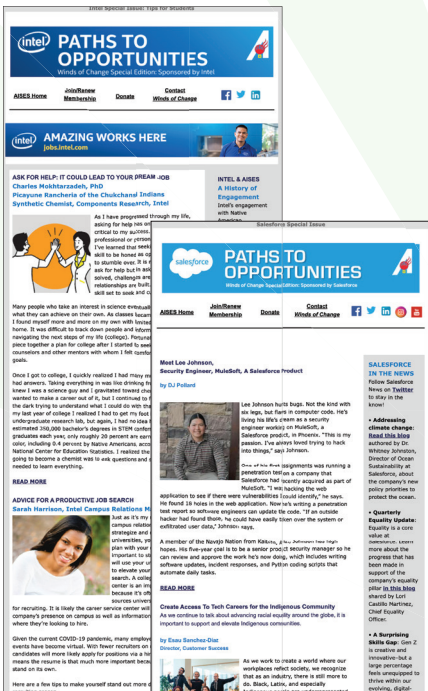 Intel Special Issue: Tips for Students
intel
PATHS TO
OPPORTUNITIES
Winds of Change Special Edition: Sponsored by Intel
AISES Home
Join/Renew
Membership
Donate
Contact
Winds of Change
intel
AMAZING WORKS HERE
jobs.intel.com
ASK FOR HELP: IT COULD LEAD TO YOUR DREAM JOB
Charles Mokhtarzadeh, PhD
Picayune Rancheria of the Chukchansi Indians
Synthetic Chemist, Components Research, Intel
As I have progressed through my life,
asking for help has
critical to my success.
professional or
I've learned that
skill to be honed as
to stumble over. It is
ask for help but in
solved, challenges are
relationships are built,
skill set to seek and
Many people who take an interest in science
what they can achieve on their own. As classes
I found myself more and more on my own with limited
home. It was difficult to track down people and
navigating the next steps of my life (college).
piece together a plan for college after I started to
counselors and other mentors with whom I felt
goals.
Once I got to college, I quickly realized I had many
had answers. Taking everything in was like drinking
knew I was a science guy and I gravitated toward
wanted to make a career out of it, but I continued to
the dark trying to understand what I could do with
my last year of college I realized I had to get my foot
undergraduate research lab, but again, I had no idea
estimated 350,000 bachelor's degrees in STEM
graduates each year, only roughly 20 percent are
color, including 0.4 percent by Native Americans,
National Center for Education Statistics. I realized the
going to become a chemist was to ask questions and
needed to learn everything.
READ MORE
ADVICE FOR A PRODUCTIVE JOB SEARCH
Sarah Harrison, Intel Campus Relations
Just as it's my
campus
strategize and
universities, yo
plan with your
important to
will use your
to elevate your
search. A
center is an
because it's
sources
for recruiting. It is likely the career service center will
company's presence on campus as well as
where they're looking to hire.
Given the current COVID-19 pandemic, many
events have become virtual. With fewer recruiters on
candidates will more likely apply for positions via a
means the resume is that much more important
stand on its own.
Here are a few tips to make yourself stand out more
INTEL & AISES
A History of
Engagement
Intel's engagement
with Native
American
Salesforce Special Issue
salesforce
PATHS TO
OPPORTUNITIES
Winds of Change Special Edition: Sponsored by Salesforce
AISES Home
Join/Renew
Membership
Donate
Contact
Winds of Change
Meet Lee Johnson,
Security Engineer, MuleSoft, A Salesforce Product
by DJ Pollard
Lee Johnson hunts bugs. Not the kind with
six legs, but flaws in computer code. He's
living his life's dream as a security
engineer working on MuleSoft, a
Salesforce product, in Phoenix. "This is my
passion. I've always loved trying to hack
into things," says Johnson.
One of his first assignments was running a
penetration test on a company that
Salesforce had recently acquired as part of
MuleSoft. "I was hacking the web
application to see if there were vulnerabilities I could identify," he says.
He found 18 holes in the web application. Now he's writing a penetration
test report so software engineers can update the code. "If an outside
hacker had found those, he could have easily taken over the system or
exfiltrated user data," Johnson says.
A member of the Navajo Nation from Johnson has high
hopes. His five-year goal is to be a senior product security manager so he
can review and approve the work he's doing now, which includes writing
software updates, incident responses, and Python coding scripts that
automate daily tasks.
READ MORE
Create Access To Tech Careers for the Indigenous Community
As we continue to talk about advancing racial equality around the globe, it is
important to support and elevate Indigenous communities.
by Esau Sanchez-Diaz
Director, Customer Success
As we work to create a world where our
workplaces reflect society, we recognize
that as an industry, there is still more to
do. Black, Latinx, and especially
SALESFORCE
IN THE NEWS
Follow Salesforce
News on Twitter
to stay in the
know!
• Addressing
climate change:
Read this blog
authored by Dr
Whitney Johnston,
Director of Ocean
Sustainability at
Salesforce, about
the company's new
policy priorities to
protect the ocean.
• Quarterly
Equality Update:
Equality is a core
value at
Salesforce. Learn
more about the
progress that has
been made in
support of the
company's equality
pillar in this blog
shared by Lori
Castillo Martinez,
Chief Equality
Officer.
• A Surprising
Skills Gap: Gen Z
is creative and
innovative—but a
large percentage
feels unequipped to
thrive within our
evolving, digital-